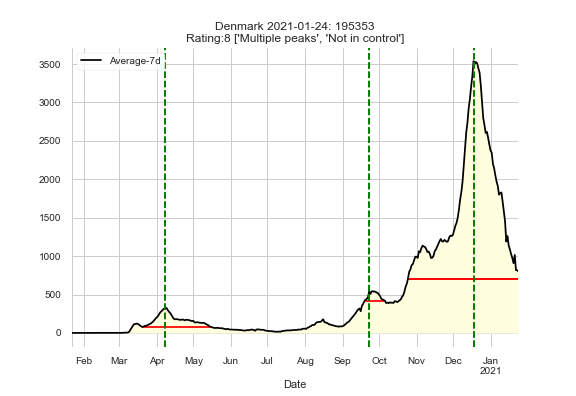 Denmark 2021-01-24: 195353
Rating:8 ['Multiple peaks', 'Not in control']
Average-7d
3500
3000
2500
2000
1500
1000
500
0
Feb Mar Apr May Jun Jul Aug Sep Oct Nov Dec Jan
2021
Date